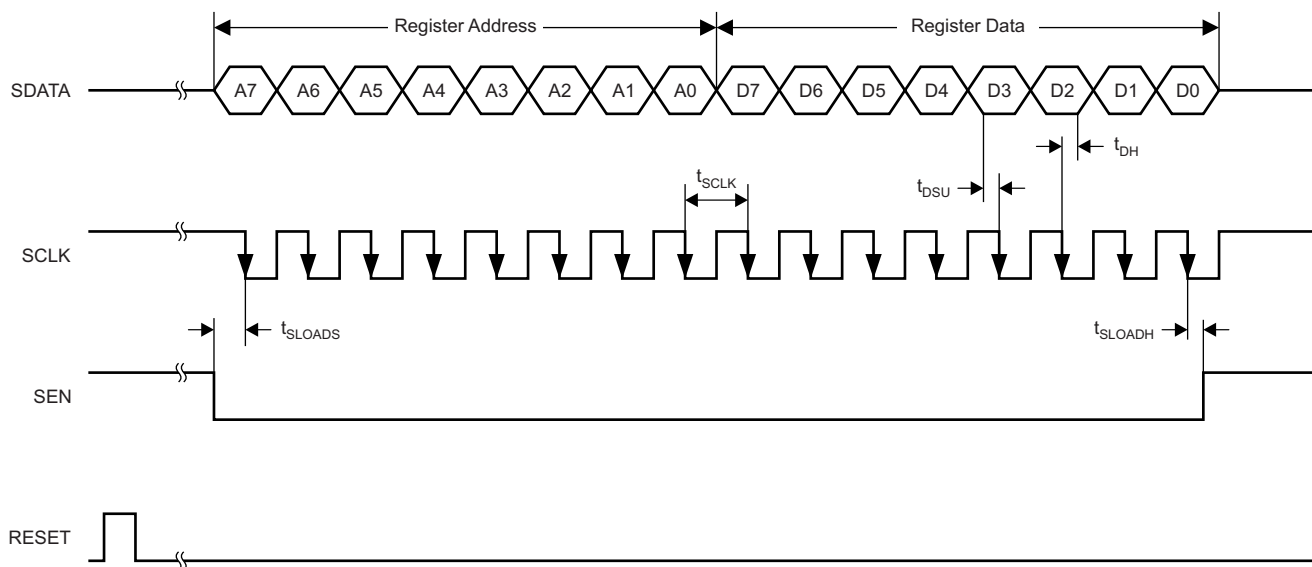 Register Address
Register Data
SDATA
A7 A6 A5 A4 A3 A2 A1 A0 D7 D6 D5 D4 D3 D2 D1 D0
tSCLK
tDSU
tDH
SCLK
tSLOADS
tSLOADH
SEN
RESET